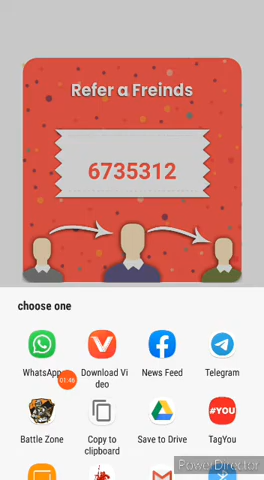 Refer a Freinds
6735312
choose one
WhatsApp
01:46
Download Vi
deo
News Feed
Telegram
Battle Zone
Copy to
clipboard
Save to Drive
#YOU
TagYou
PowerDirector